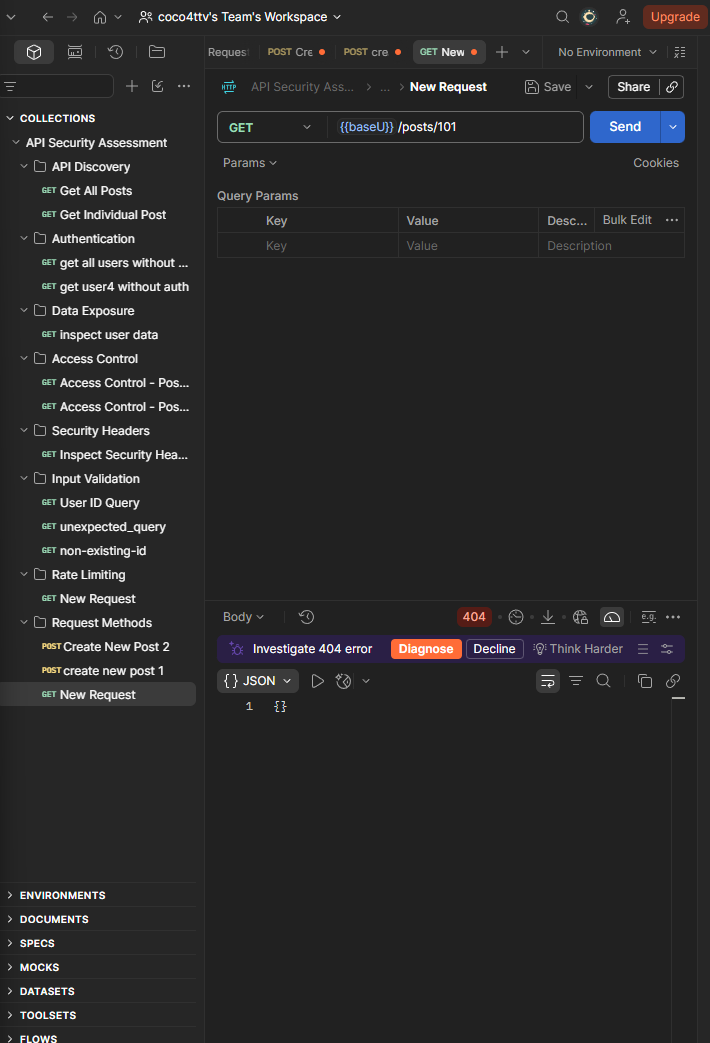 coco4ttv's Team's Workspace
Upgrade
Request
POST Cre
POST cre
GET New
No Environment
HTTP
API Security Ass...
...
New Request
Save
Share
COLLECTIONS
API Security Assessment
API Discovery
GET Get All Posts
GET Get Individual Post
Authentication
GET get all users without ...
GET get user4 without auth
Data Exposure
GET inspect user data
Access Control
GET Access Control - Pos...
GET Access Control - Pos...
Security Headers
GET Inspect Security Hea...
Input Validation
GET User ID Query
GET unexpected_query
GET non-existing-id
Rate Limiting
GET New Request
Request Methods
POST Create New Post 2
POST create new post 1
GET New Request
ENVIRONMENTS
DOCUMENTS
SPECS
MOCKS
DATASETS
TOOLSETS
FLOWS
GET
{{baseU}} /posts/101
Send
Params
Cookies
Query Params
Key
Value
Desc...
Bulk Edit
Key
Value
Description
Body
404
e.g.
Investigate 404 error
Diagnose
Decline
Think Harder
{} JSON
1 {}